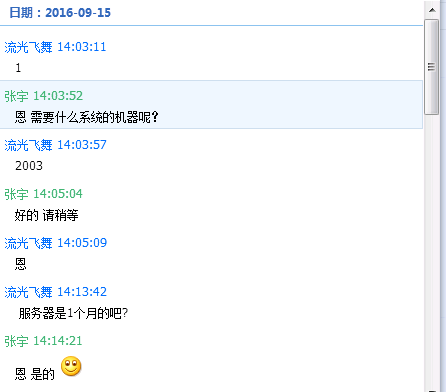 日期：2016-09-15
流光飞舞 14:03:11
1
张宇 14:03:52
恩 需要什么系统的机器呢？
流光飞舞 14:03:57
2003
张宇 14:05:04
好的 请稍等
流光飞舞 14:05:09
恩
流光飞舞 14:13:42
服务器是1个月的吧?
张宇 14:14:21
恩 是的